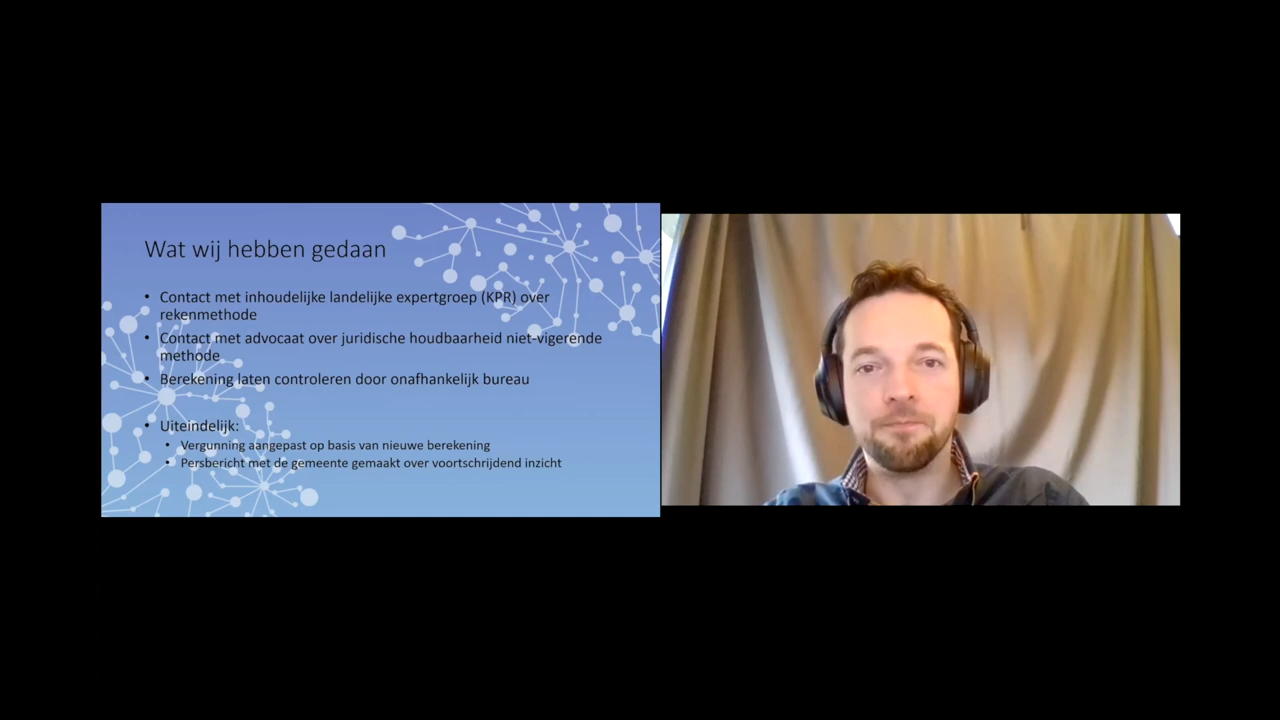 Wat wij hebben gedaan
• Contact met inhoudelijke landelijke expertgroep (KPR) over
rekenmethode
• Contact met advocaat over juridische houdbaarheid niet-vigerende
methode
• Berekening laten controleren door onafhankelijk bureau
• Uiteindelijk:
• Vergunning aangepast op basis van nieuwe berekening
• Persbericht met de gemeente gemaakt over voortschrijdend inzicht